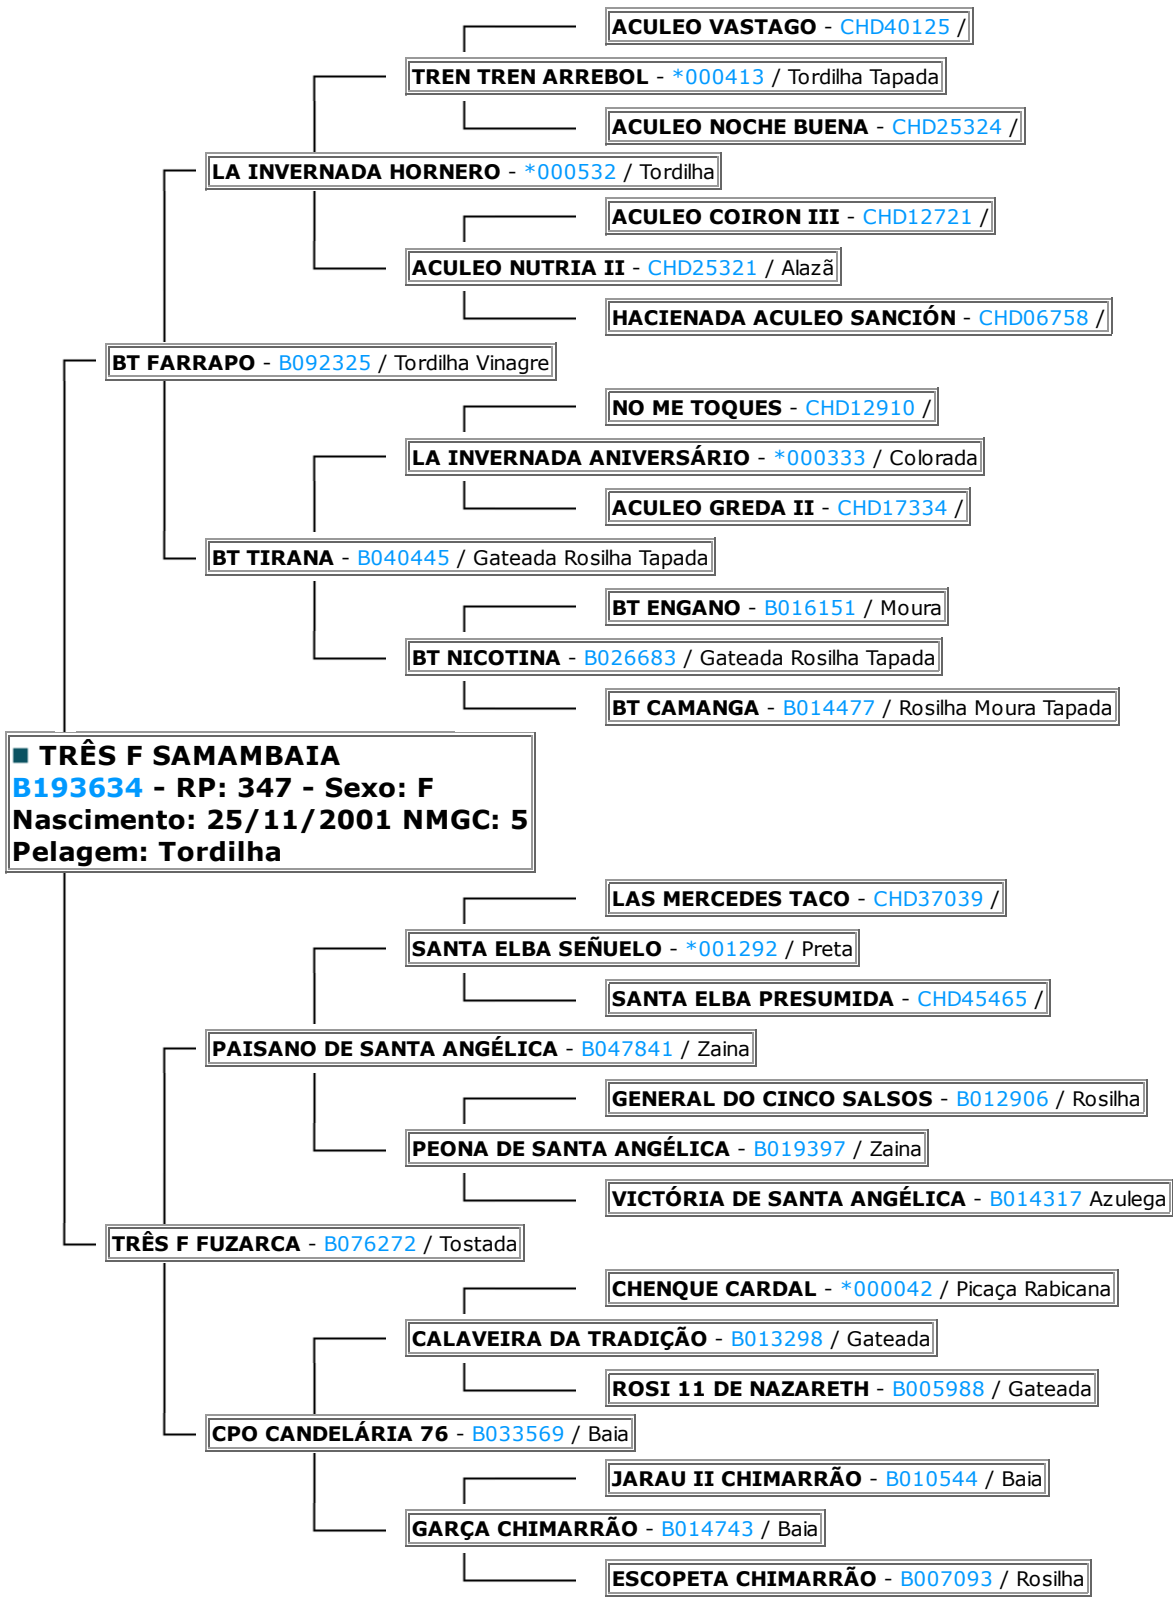 ACULEO VASTAGO - CHD40125 /
TREN TREN ARREBOL - *000413 / Tordilha Tapada
ACULEO NOCHE BUENA - CHD25324 /
LA INVERNADA HORNERO - *000532 / Tordilha
ACULEO COIRON III - CHD12721 /
ACULEO NUTRIA II - CHD25321 / Alazã
HACIENADA ACULEO SANCIÓN - CHD06758 /
BT FARRAPO - B092325 / Tordilha Vinagre
NO ME TOQUES - CHD12910 /
LA INVERNADA ANIVERSÁRIO - *000333 / Colorada
ACULEO GREDA II - CHD17334 /
BT TIRANA - B040445 / Gateada Rosilha Tapada
BT ENGANO - B016151 / Moura
BT NICOTINA - B026683 / Gateada Rosilha Tapada
BT CAMANGA - B014477 / Rosilha Moura Tapada
TRÊS F SAMAMBAIA
B193634 - RP: 347 - Sexo: F
Nascimento: 25/11/2001 NMGC: 5
Pelagem: Tordilha
LAS MERCEDES TACO - CHD37039 /
SANTA ELBA SEÑUELO - *001292 / Preta
SANTA ELBA PRESUMIDA - CHD45465 /
PAISANO DE SANTA ANGÉLICA - B047841 / Zaina
GENERAL DO CINCO SALSOS - B012906 / Rosilha
PEONA DE SANTA ANGÉLICA - B019397 / Zaina
VICTÓRIA DE SANTA ANGÉLICA - B014317 Azulega
TRÊS F FUZARCA - B076272 / Tostada
CHENQUE CARDAL - *000042 / Picaça Rabicana
CALAVEIRA DA TRADIÇÃO - B013298 / Gateada
ROSI 11 DE NAZARETH - B005988 / Gateada
CPO CANDELÁRIA 76 - B033569 / Baia
JARAU II CHIMARRÃO - B010544 / Baia
GARÇA CHIMARRÃO - B014743 / Baia
ESCOPETA CHIMARRÃO - B007093 / Rosilha